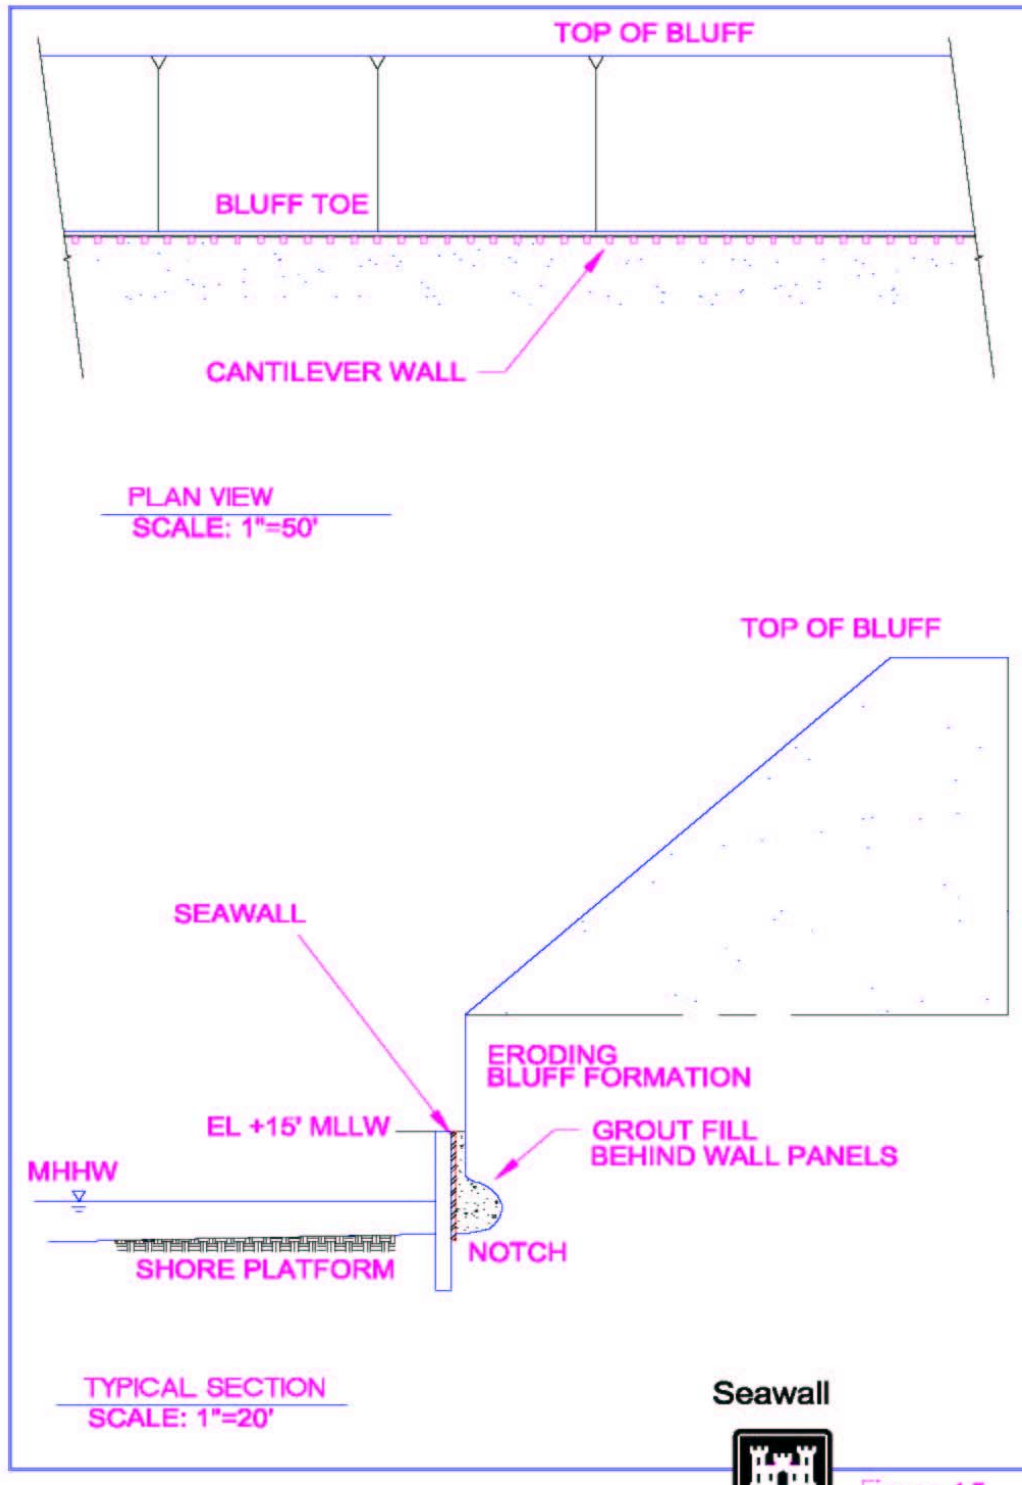 TOP OF BLUFF
BLUFF TOE
CANTILEVER WALL
PLAN VIEW
SCALE: 1"=50'
TOP OF BLUFF
SEAWALL
ERODING
BLUFF FORMATION
EL +15' MLLW
GROUT FILL
BEHIND WALL PANELS
MHHW
NOTCH
SHORE PLATFORM
TYPICAL SECTION
SCALE: 1"=20'
Seawall